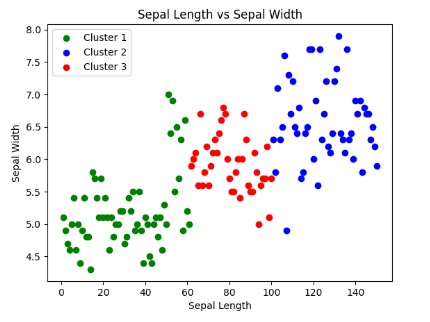 Sepal Length vs Sepal Width
8.0
7.5
7.0
6.5
6.0
5.5
5.0
4.5
Sepal Width
Cluster 1
Cluster 2
Cluster 3
0 20 40 60 80 100 120 140
Sepal Length